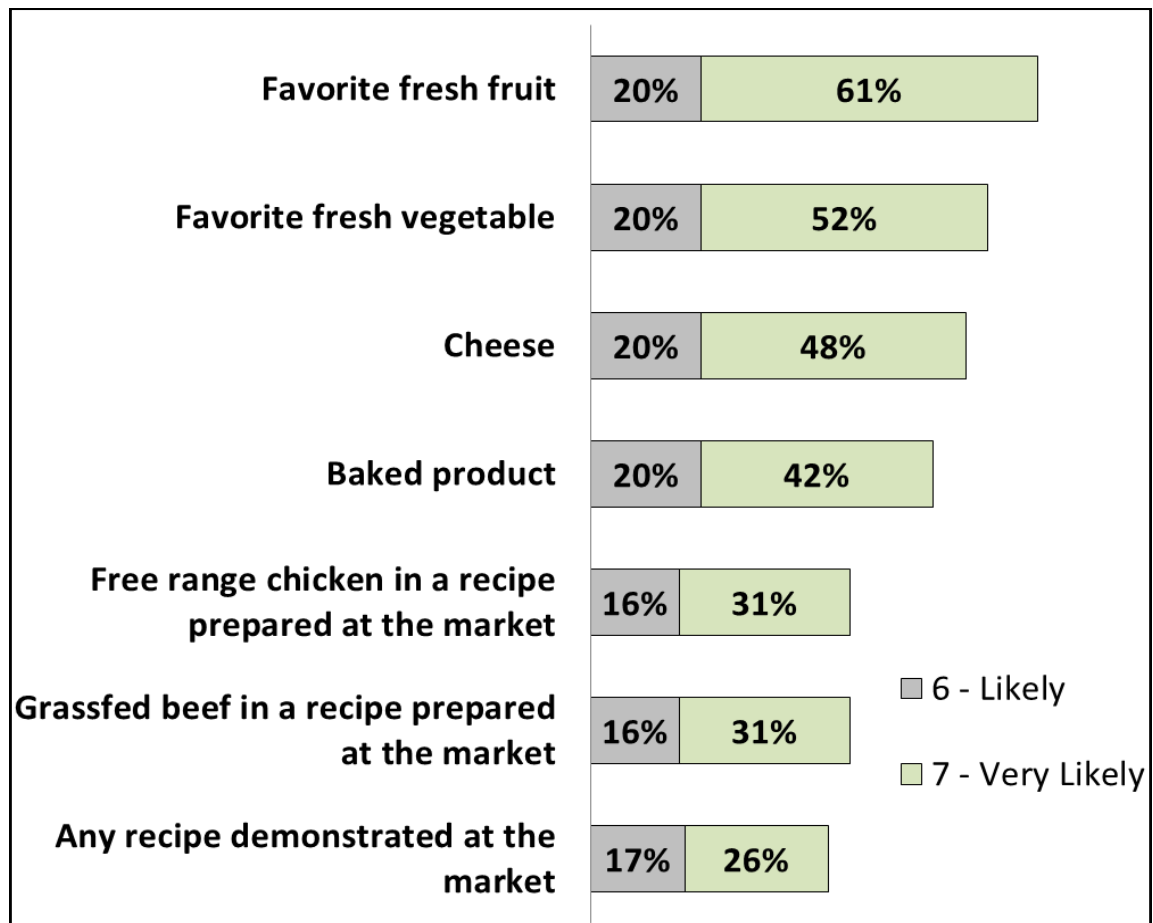 Favorite fresh fruit
20%
61%
Favorite fresh vegetable
20%
52%
Cheese
20%
48%
Baked product
20%
42%
Free range chicken in a recipe
prepared at the market
16%
31%
Grassfed beef in a recipe prepared
at the market
16%
31%
Any recipe demonstrated at the
market
17%
26%
6 - Likely
7 - Very Likely